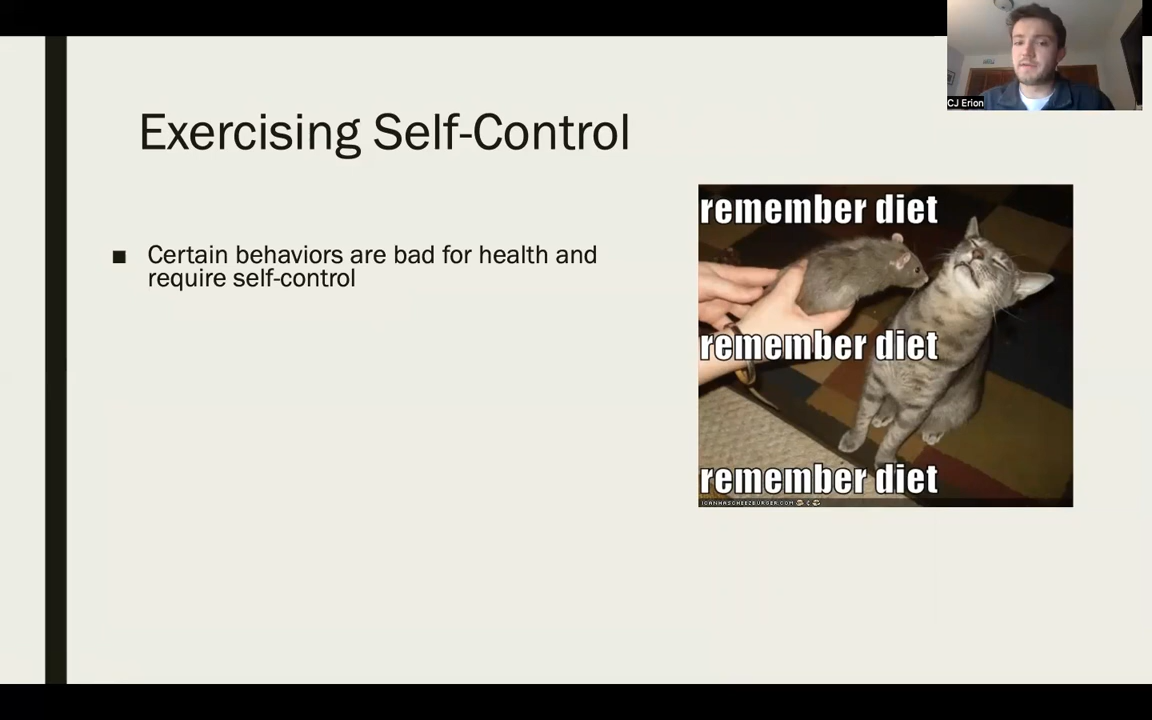 CJ Erion
Exercising Self-Control
■ Certain behaviors are bad for health and
require self-control
remember diet
remember diet
remember diet
ICANHASCHEEZBURGER.COM